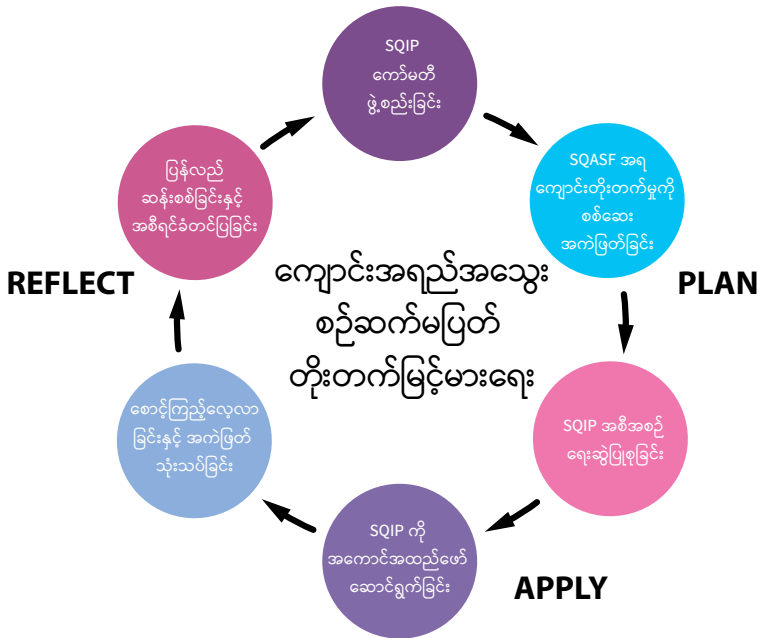 SQIP
ကော်မတီ
ဖွဲ့စည်းခြင်း
SQASF အရ
ကျောင်းတိုးတက်မှုကို
စစ်ဆေး
အကဲဖြတ်ခြင်း
PLAN
SQIP အစီအစဉ်
ရေးဆွဲပြုစုခြင်း
SQIP ကို
အကောင်အထည်ဖော်
ဆောင်ရွက်ခြင်း
APPLY
စောင့်ကြည့်လေ့လာ
ခြင်းနှင့် အကဲဖြတ်
သုံးသပ်ခြင်း
REFLECT
ပြန်လည်
ဆန်းစစ်ခြင်းနှင့်
အစီရင်ခံတင်ပြခြင်း
ကျောင်းအရည်အသွေး
စဉ်ဆက်မပြတ်
တိုးတက်မြင့်မားရေး